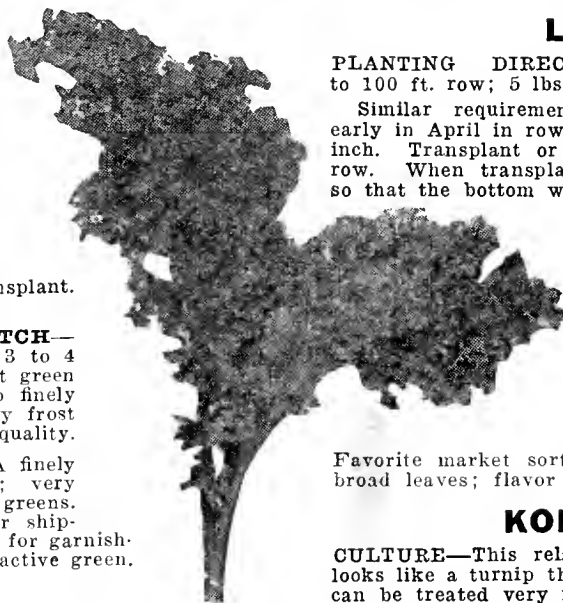 nsplant.
TCH—
3 to 4
t green
finely
y frost
quality.
finely
; very
greens.
r ship-
for garnish-
active green.
L
PLANTING DIREC
to 100 ft. row; 5 lbs
Similar requiremen
early in April in row
inch. Transplant or
row. When transpla
so that the bottom w
Favorite market sort
broad leaves; flavor
KO
CULTURE—This rel
looks like a turnip th
can be treated very